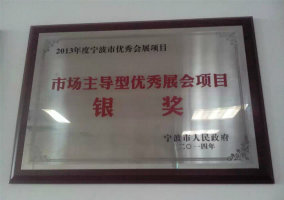 2013年度宁波市优秀会展项目
市场主导型优秀展会项目
银 奖
宁波市人民政府
二〇一四年